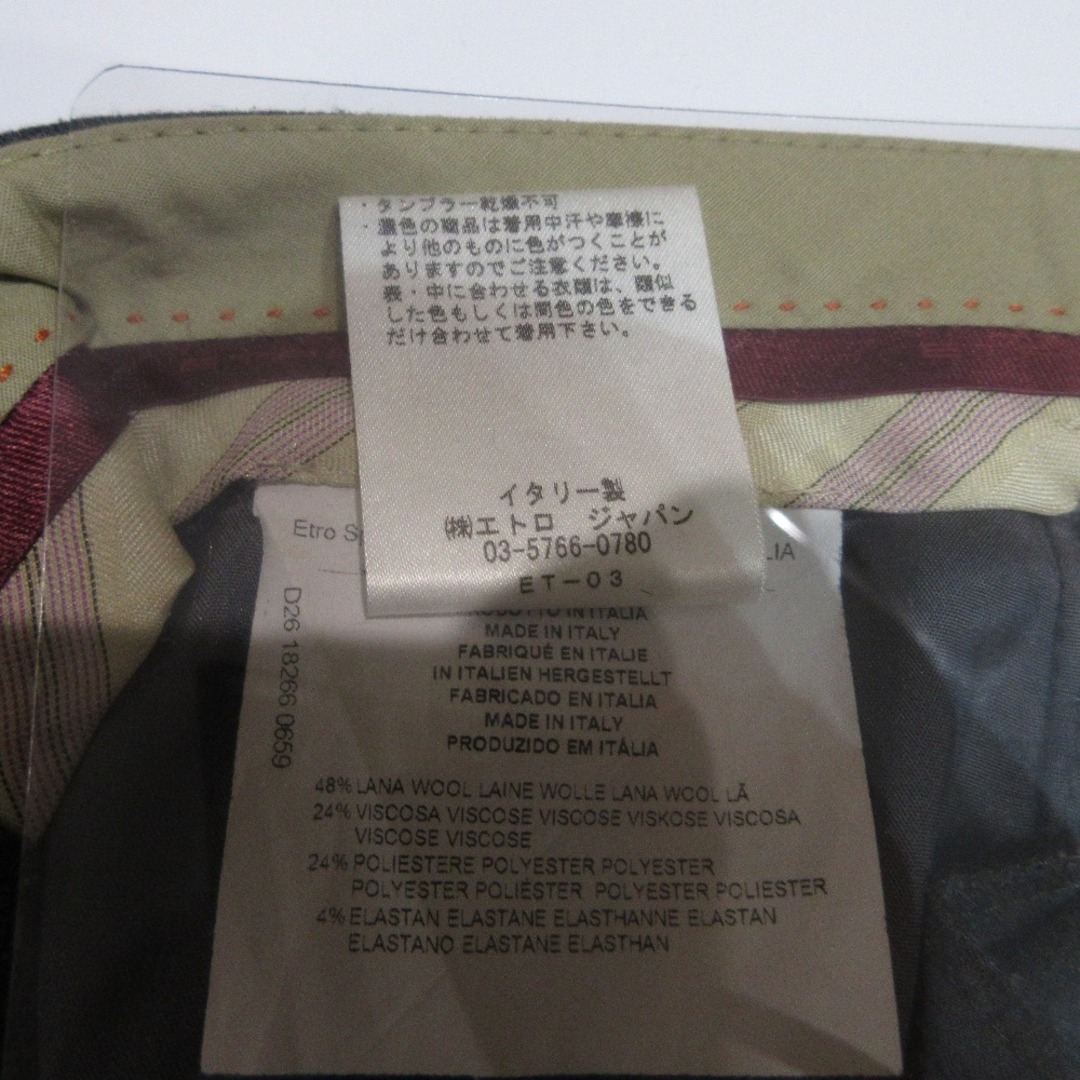 ・タンブラー乾燥不可
・濃色の商品は着用中汗や摩擦に
より他のものに色がつくことが
ありますのでご注意ください。
表・中に合わせる衣類は、類似
した色もしくは同色の色をできる
だけ合わせて着用下さい。
イタリー製
㈱エトロ ジャパン
03-5766-0780
ET-03
Etro
D26 18266 0659
IN ITALIA
MADE IN ITALY
FABRIQUÉ EN ITALIE
IN ITALIEN HERGESTELLT
FABRICADO EN ITALIA
MADE IN ITALY
PRODUZIDO EM ITÁLIA
48% LANA WOOL LAINE WOLLE LANA WOOL LÃ
24% VISCOSA VISCOSE VISCOSE VISKOSE VISCOSA
VISCOSE VISCOSE
24% POLIESTERE POLYESTER POLYESTER
POLYESTER POLIÉSTER POLYESTER POLIESTER
4% ELASTAN ELASTANE ELASTHANNE ELASTAN
ELASTANO ELASTANE ELASTHAN